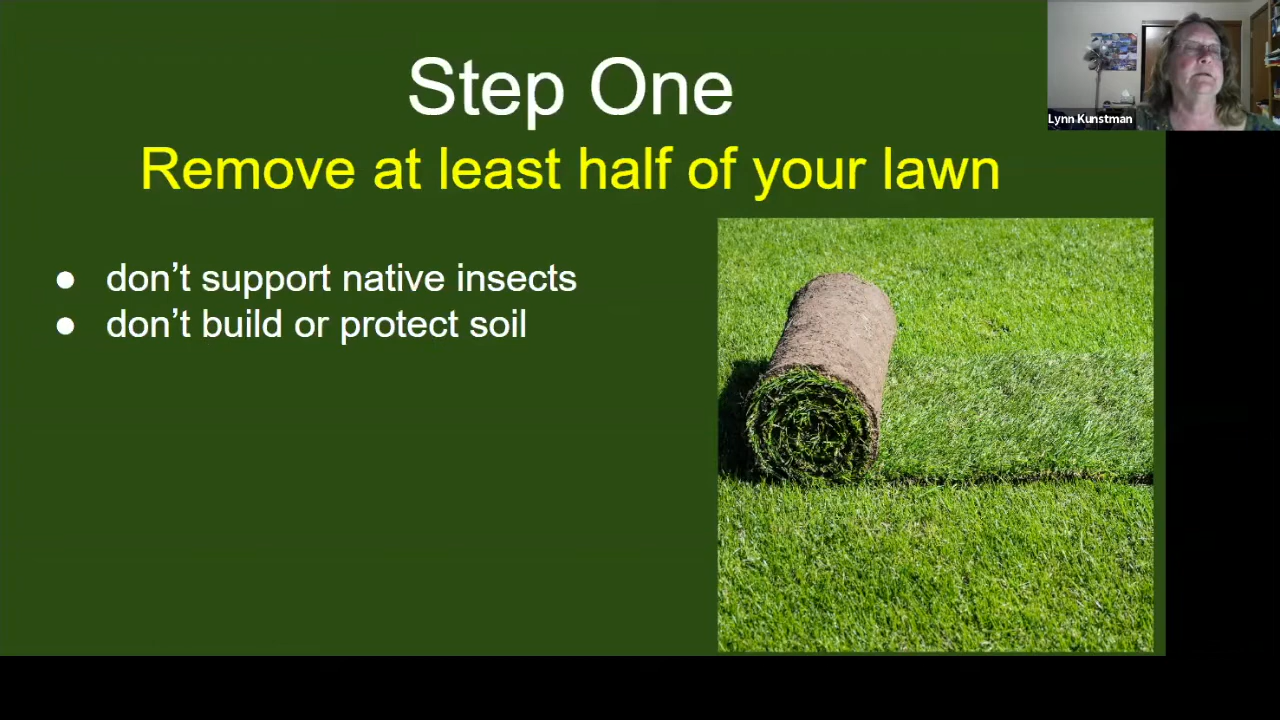 Step One
Remove at least half of your lawn
● don’t support native insects
● don’t build or protect soil
Lynn Kunstman